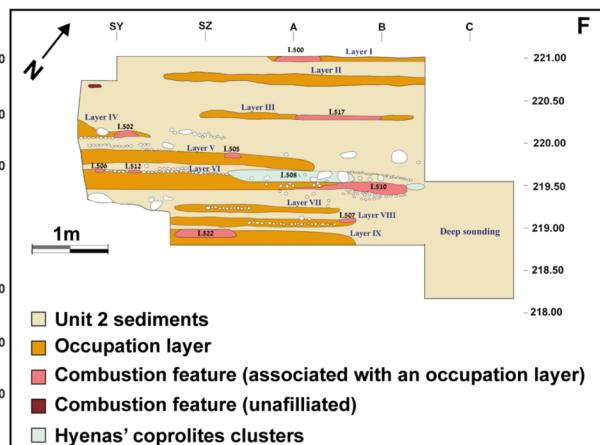 F
SY SZ A B C
N
L500
Layer I
221.00
Layer II
220.50
Layer III
L517
Layer IV
L502
220.00
Layer V
L505
L506
L512
Layer VI
L508
L510
219.50
Layer VII
L507
Layer VIII
219.00
L522
Layer IX
Deep sounding
1m
218.50
218.00
Unit 2 sediments
Occupation layer
Combustion feature (associated with an occupation layer)
Combustion feature (unafilliated)
Hyenas’ coprolites clusters